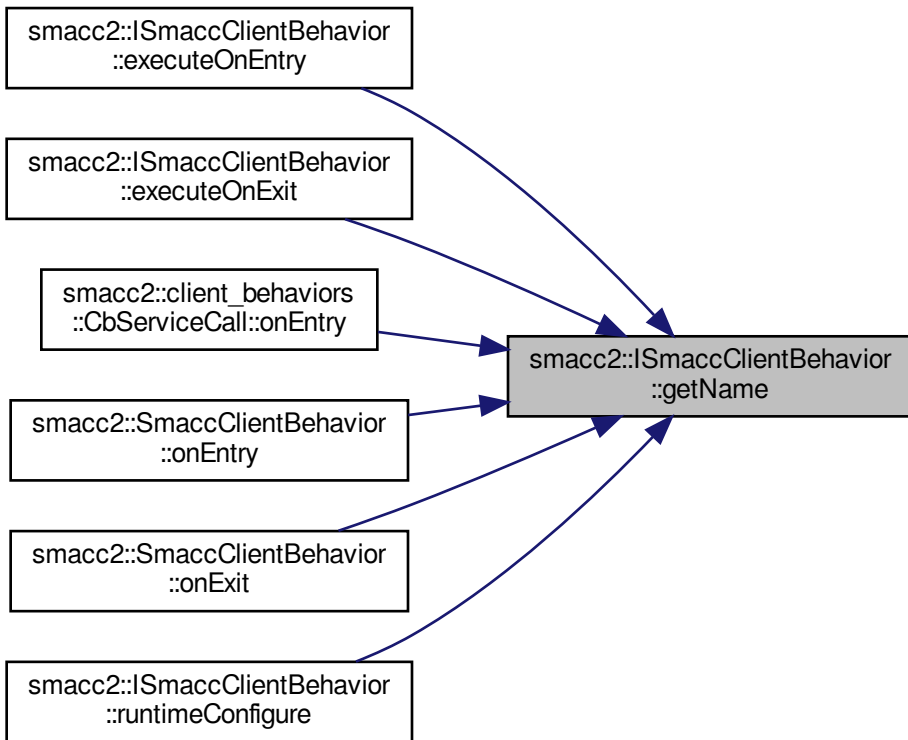 smacc2::ISmaccClientBehavior
::executeOnEntry
smacc2::ISmaccClientBehavior
::executeOnExit
smacc2::client_behaviors
::CbServiceCall::onEntry
smacc2::ISmaccClientBehavior
::getName
smacc2::SmaccClientBehavior
::onEntry
smacc2::SmaccClientBehavior
::onExit
smacc2::ISmaccClientBehavior
::runtimeConfigure